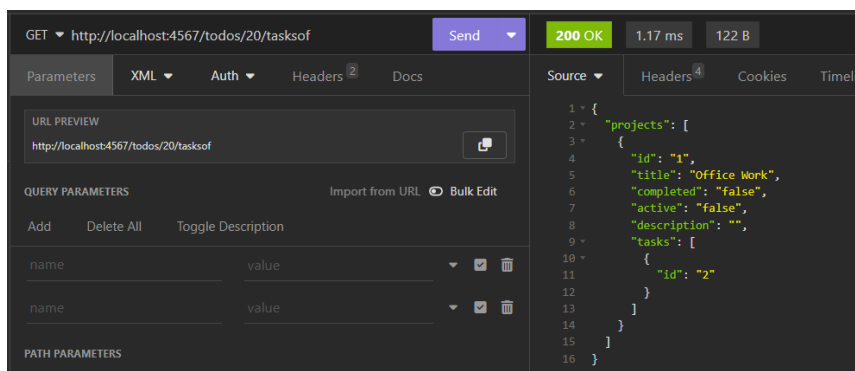 GET http://localhost:4567/todos/20/tasksof Send
200 OK 1.17 ms 122 B
Parameters XML Auth Headers 2 Docs
Source Headers 4 Cookies
URL PREVIEW
http://localhost:4567/todos/20/tasksof
QUERY PARAMETERS Import from URL Bulk Edit
Add Delete All Toggle Description
name value
name value
PATH PARAMETERS
1 {
2 "projects": [
3 {
4 "id": "1",
5 "title": "Office Work",
6 "completed": "false",
7 "active": "false",
8 "description": "",
9 "tasks": [
10 {
11 "id": "2"
12 }
13 ]
14 }
15 ]
16 }